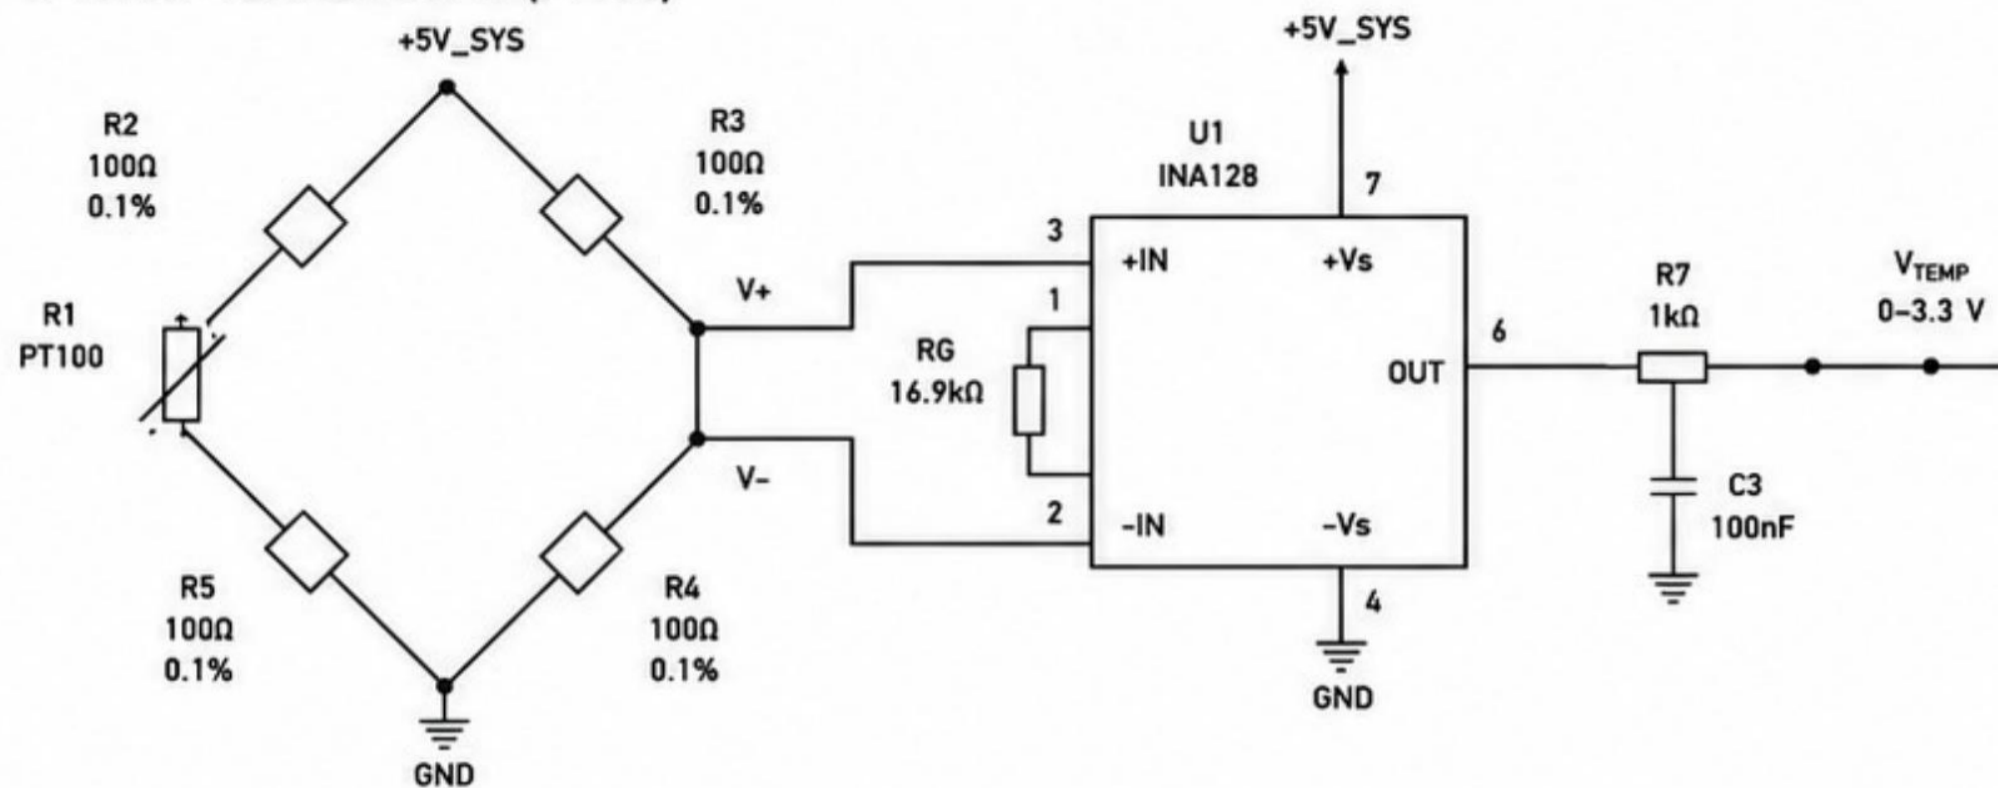 +5V_SYS
+5V_SYS
R2
100Ω
0.1%
R3
100Ω
0.1%
U1
INA128
7
3
+IN
+Vs
V+
1
R1
PT100
RG
16.9kΩ
6
OUT
R7
1kΩ
VTEMP
0-3.3 V
V-
2
-IN
-Vs
C3
100nF
R5
100Ω
0.1%
R4
100Ω
0.1%
4
GND
GND